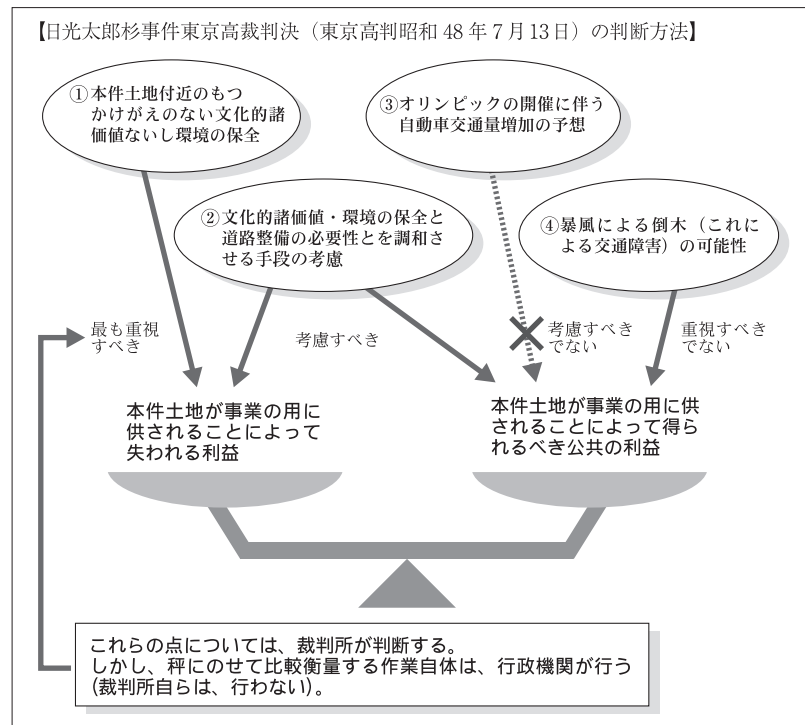 【日光太郎杉事件東京高裁判決（東京高判昭和48年7月13日）の判断方法】
①本件土地付近のもつ
かけがえのない文化的諸
価値ないし環境の保全
③オリンピックの開催に伴う
自動車交通量増加の予想
②文化的諸価値・環境の保全と
道路整備の必要性とを調和さ
せる手段の考慮
④暴風による倒木（これに
よる交通障害）の可能性
最も重視
すべき
考慮すべき
考慮すべき
でない
重視すべき
でない
本件土地が事業の用に
供されることによって
失われる利益
本件土地が事業の用に供
されることによって得ら
れるべき公共の利益
これらの点については、裁判所が判断する。
しかし、秤にのせて比較衡量する作業自体は、行政機関が行う
(裁判所自らは、行わない)。